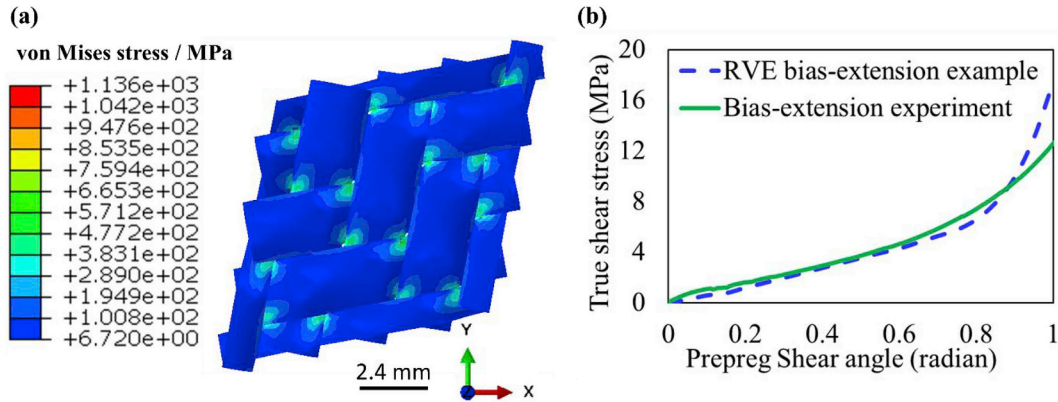 (a)
von Mises stress / MPa
+1.136e+03
+1.042e+03
+9.476e+02
+8.535e+02
+7.594e+02
+6.653e+02
+5.712e+02
+4.772e+02
+3.831e+02
+2.890e+02
+1.949e+02
+1.008e+02
+6.720e+00
2.4 mm
Y
Z
X
(b)
True shear stress (MPa)
20
16
12
8
4
0
RVE bias-extension example
Bias-extension experiment
0
0.2
0.4
0.6
0.8
1
Prepreg Shear angle (radian)